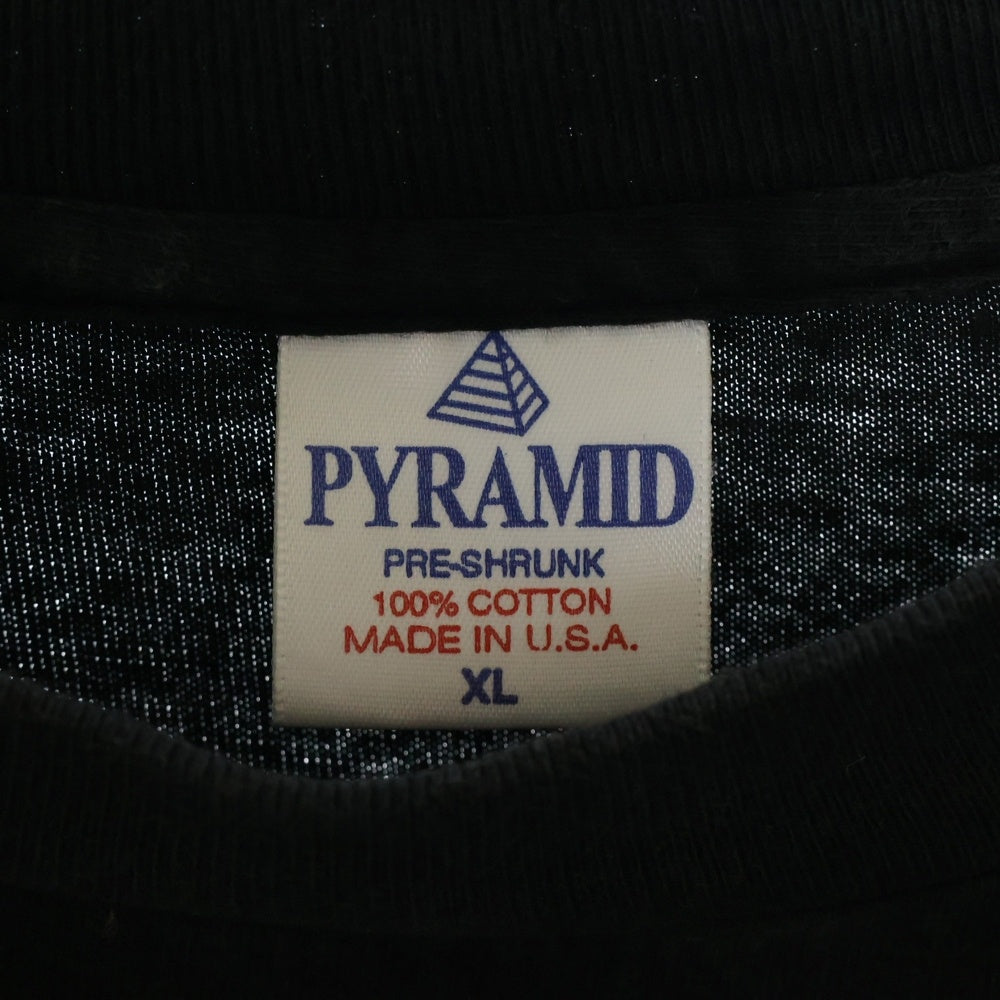 PYRAMID
PRE-SHRUNK
100% COTTON
MADE IN U.S.A.
XL